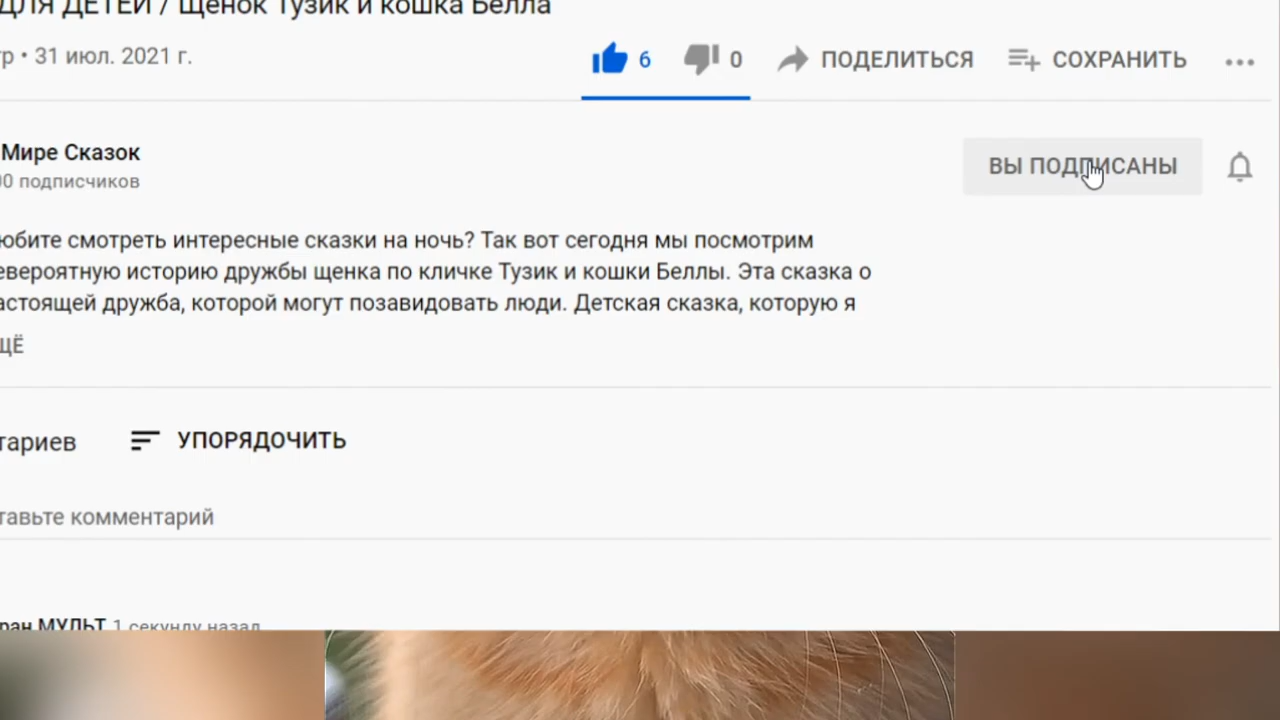 ДЛЯ ДЕТЕЙ / Щенок Тузик и кошка Белла
р • 31 июл. 2021 г.
6 0 ПОДЕЛИТЬСЯ СОХРАНИТЬ
Мире Сказок
00 подписчиков
ВЫ ПОДПИСАНЫ
юбите смотреть интересные сказки на ночь? Так вот сегодня мы посмотрим
евероятную историю дружбы щенка по кличке Тузик и кошки Беллы. Эта сказка о
астоящей дружба, которой могут позавидовать люди. Детская сказка, которую я
ЩЁ
тариев УПОРЯДОЧИТЬ
тавьте комментарий
ран МУЛЬТ 1 секунду назад